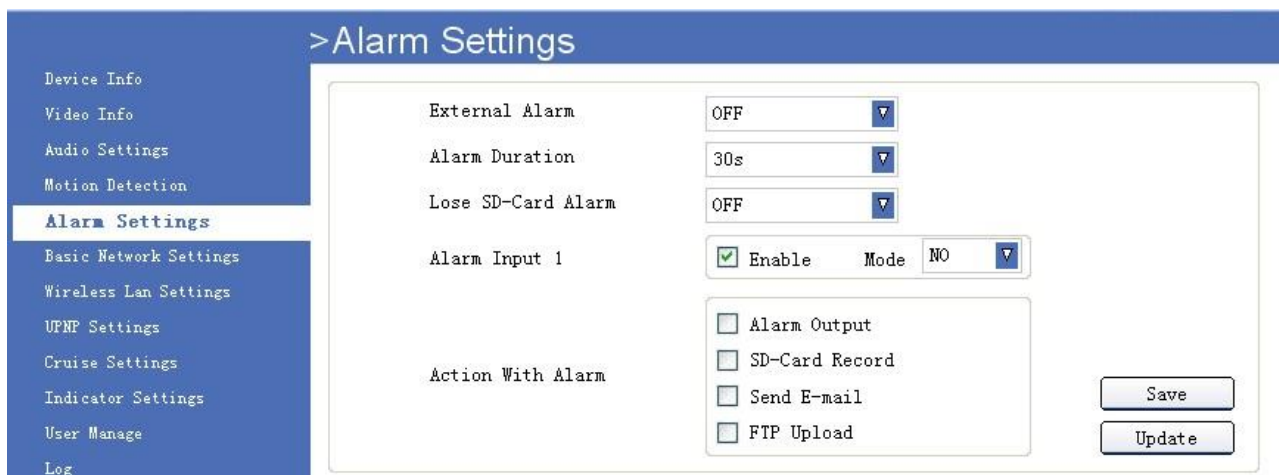 >Alarm Settings
Device Info
Video Info
Audio Settings
Motion Detection
Alarm Settings
Basic Network Settings
Wireless Lan Settings
UPNP Settings
Cruise Settings
Indicator Settings
User Manage
Log
External Alarm OFF
Alarm Duration 30s
Lose SD-Card Alarm OFF
Alarm Input 1 Enable Mode NO
Action With Alarm
Alarm Output
SD-Card Record
Send E-mail
FTP Upload
Save
Update